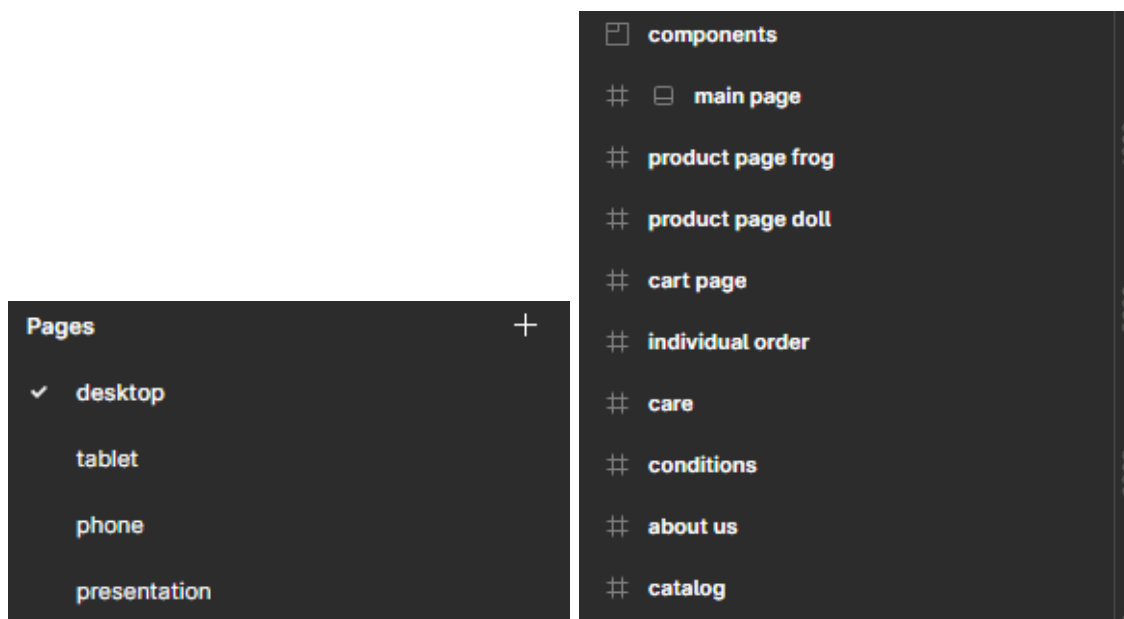 Pages
desktop
tablet
phone
presentation
components
main page
product page frog
product page doll
cart page
individual order
care
conditions
about us
catalog